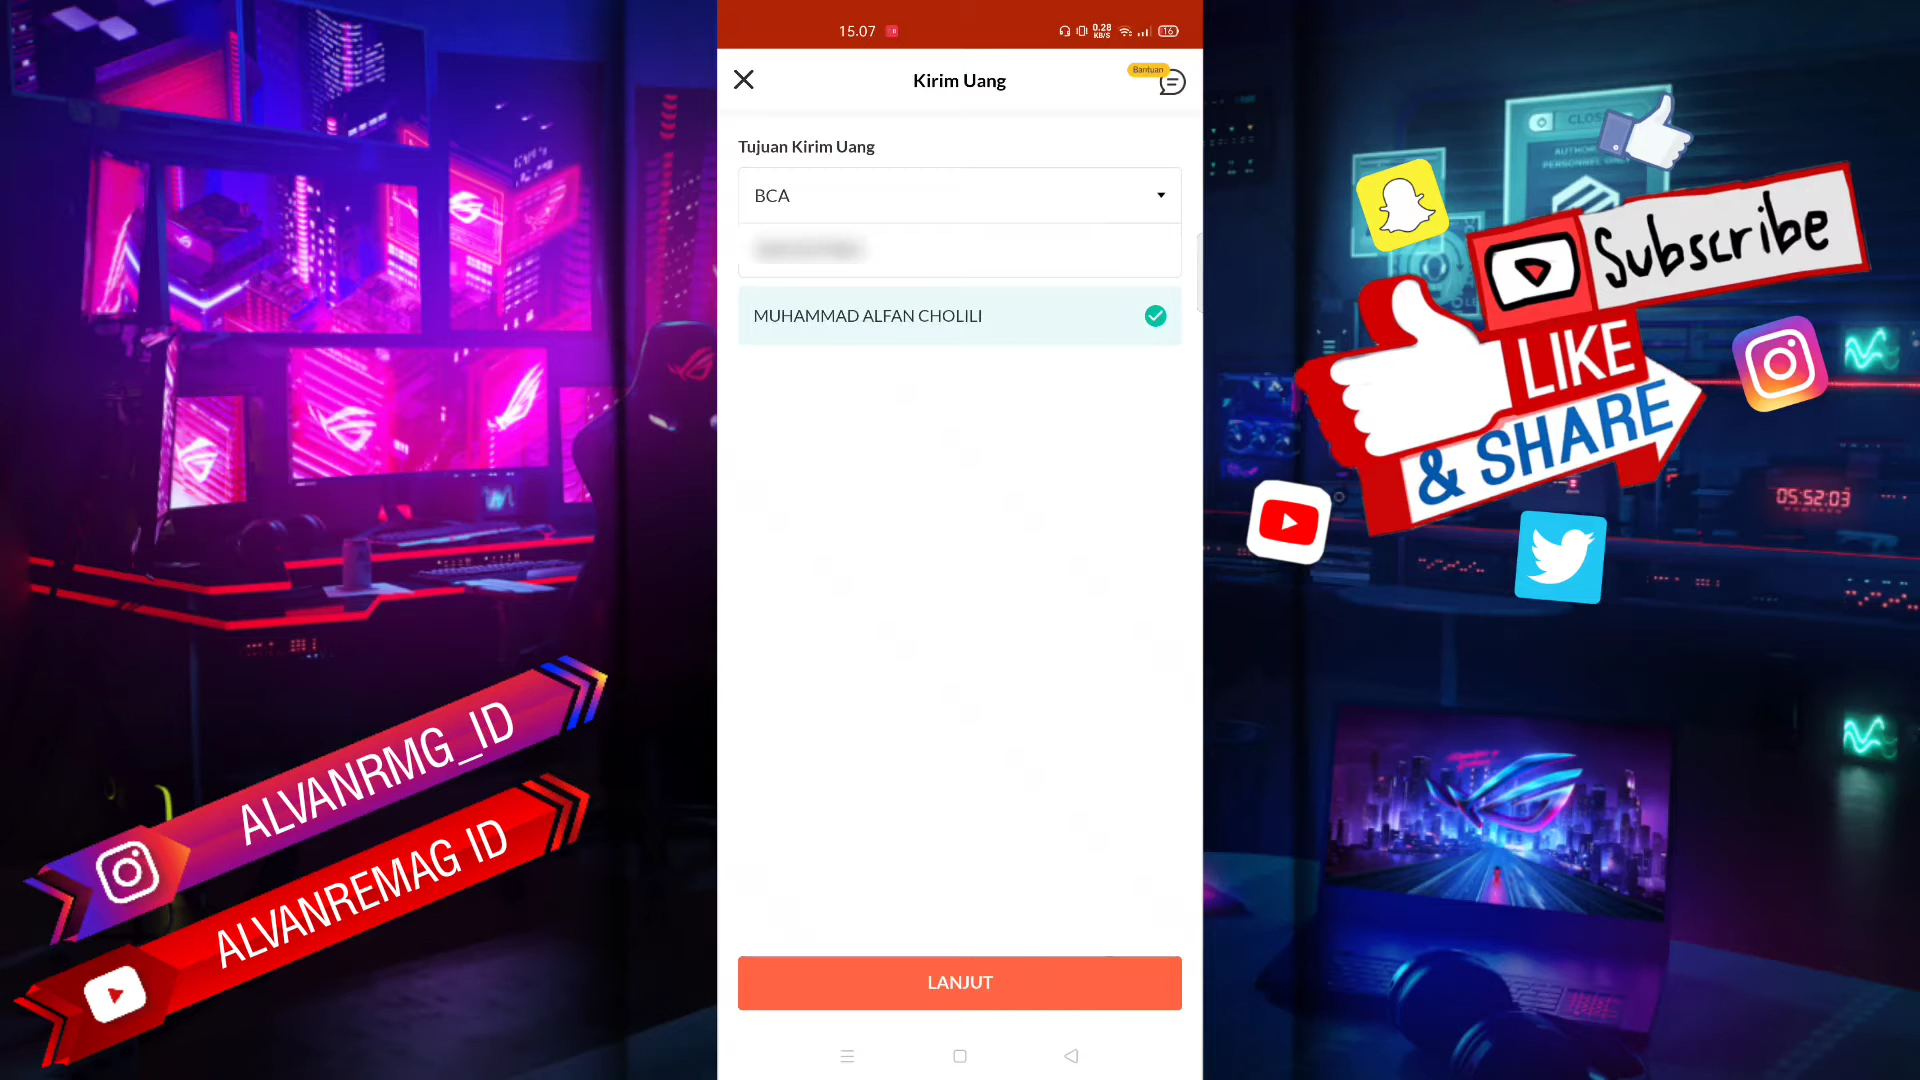 15.07
0.28
KB/S
16
Kirim Uang
Bantuan
Tujuan Kirim Uang
BCA
MUHAMMAD ALFAN CHOLILI
LANJUT
Subscribe
LIKE
& SHARE
05:52:03
ALVANRMG_ID
ALVANREMAG ID